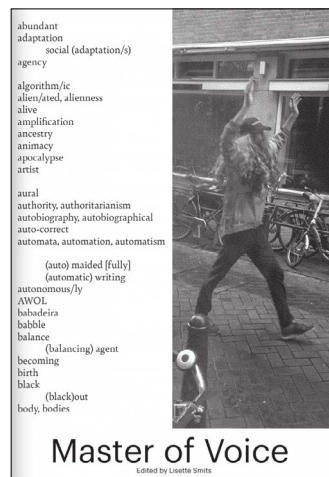 abundant
adaptation
social (adaptation/s)
agency
algorithm/ic
alien/ated, alienness
alive
amplification
ancestry
animacy
apocalypse
artist
aural
authority, authoritarianism
autobiography, autobiographical
auto-correct
automata, automation, automatism
(auto) maided [fully]
(automatic) writing
autonomous/ly
AWOL
babadeira
babble
balance
(balancing) agent
becoming
birth
black
(black)out
body, bodies
Master of Voice
Edited by Lisette Smits